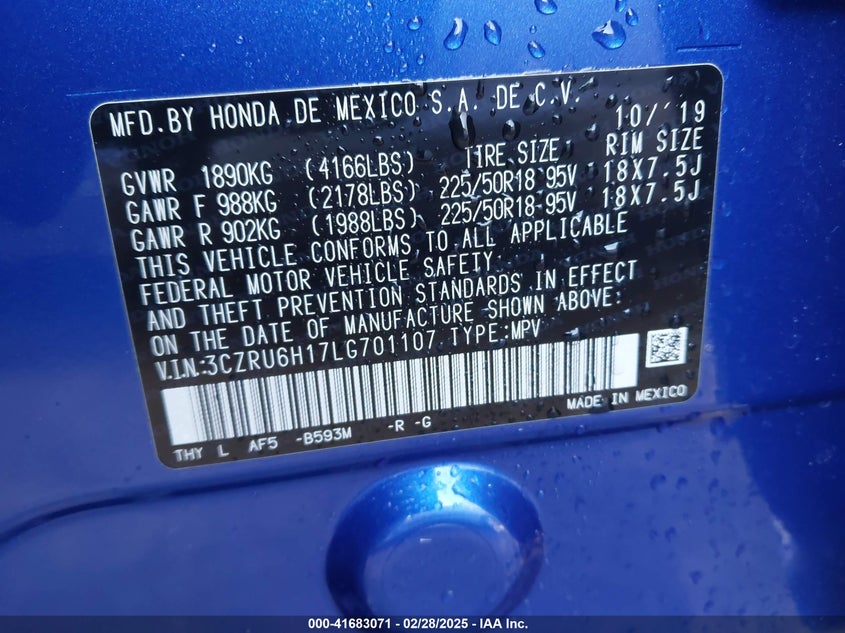 MFD.BY HONDA DE MEXICO S.A. DE C.V. 10/'19
GVWR 1890KG (4166LBS) TIRE SIZE RIM SIZE
GAWR F 988KG (2178LBS) 225/50R18 95V 18X7.5J
GAWR R 902KG (1988LBS) 225/50R18 95V 18X7.5J
THIS VEHICLE CONFORMS TO ALL APPLICABLE
FEDERAL MOTOR VEHICLE SAFETY
AND THEFT PREVENTION STANDARDS IN EFFECT
ON THE DATE OF MANUFACTURE SHOWN ABOVE:
V.I.N:3CZRU6H17LG701107 TYPE:MPV
THY L AF5 -B593M -R -G MADE IN MEXICO
000-41683071 / 02/28/2025 / IAA INC.